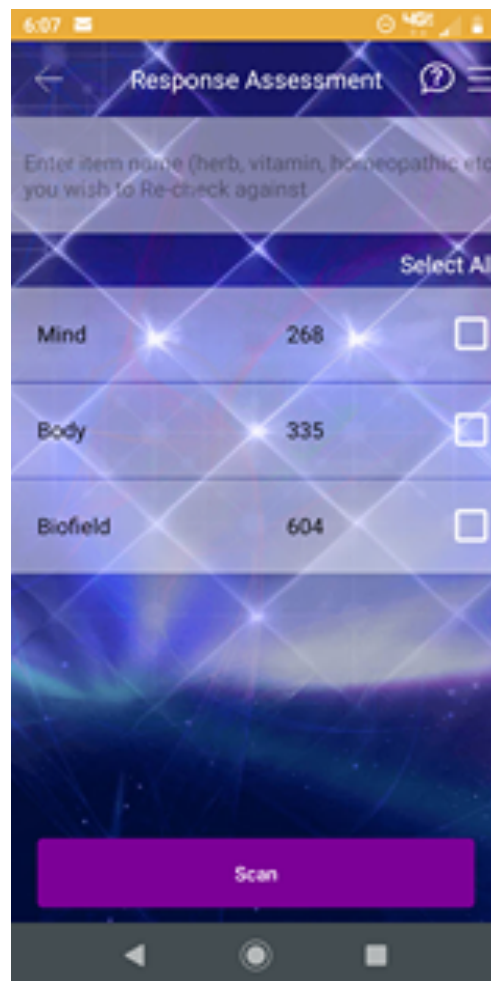 6:07
Response Assessment
Enter item name (herb, vitamin, homeopathic etc
you wish to Re-check against
Select All
Mind 268
Body 335
Biofield 604
Scan